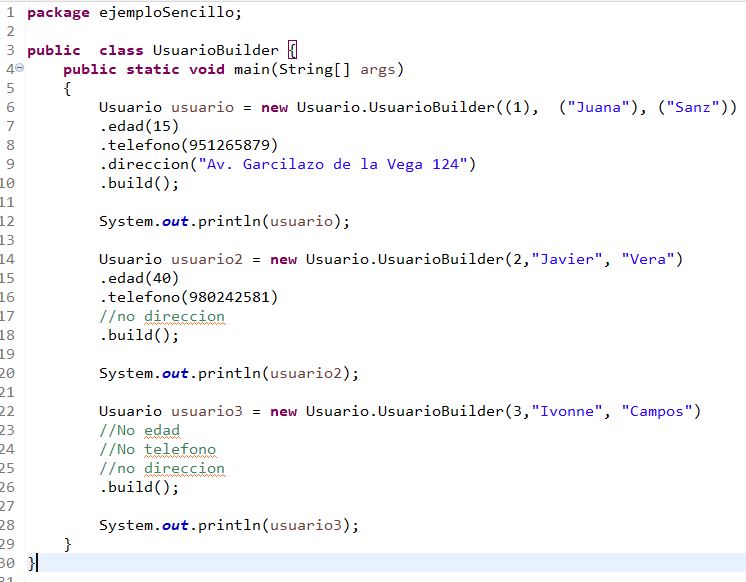 1 package ejemploSencillo;
2
3 public  class UsuarioBuilder {
4     public static void main(String[] args)
5     {
6         Usuario usuario = new Usuario.UsuarioBuilder((1),  ("Juana"), ("Sanz"))
7         .edad(15)
8         .telefono(951265879)
9         .direccion("Av. Garcilazo de la Vega 124")
10         .build();
11
12         System.out.println(usuario);
13
14         Usuario usuario2 = new Usuario.UsuarioBuilder(2,"Javier", "Vera")
15         .edad(40)
16         .telefono(980242581)
17         //no direccion
18         .build();
19
20         System.out.println(usuario2);
21
22         Usuario usuario3 = new Usuario.UsuarioBuilder(3,"Ivonne", "Campos")
23         //No edad
24         //No telefono
25         //no direccion
26         .build();
27
28         System.out.println(usuario3);
29     }
30 }
31